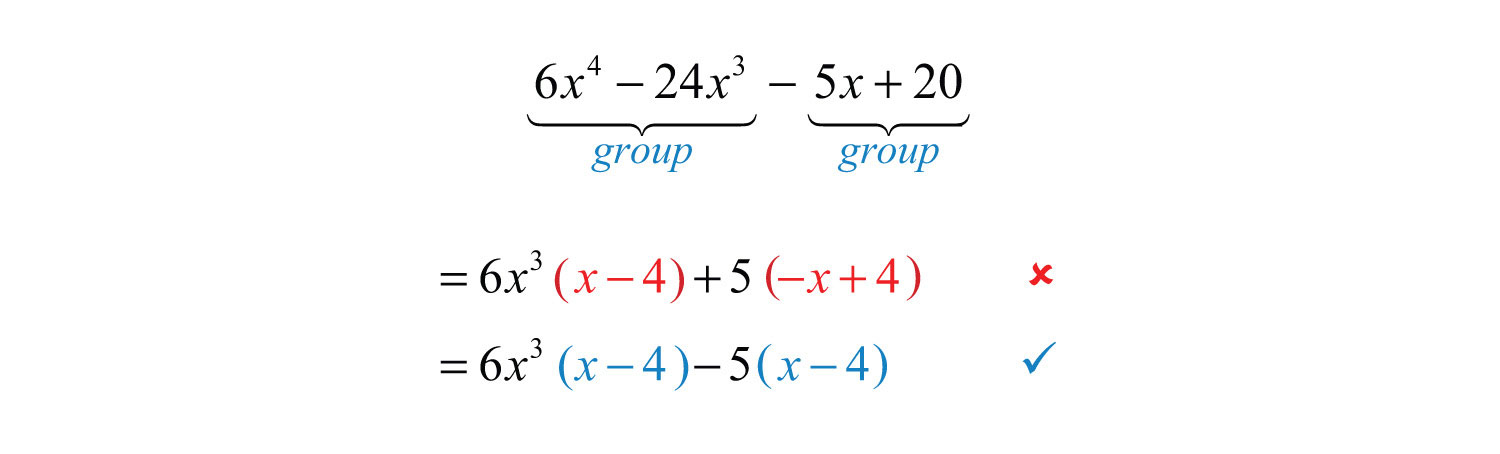 6x⁴ − 24x³ − 5x + 20
group group
= 6x³ (x − 4) + 5 (−x + 4) ✘
= 6x³ (x − 4) − 5 (x − 4) ✓